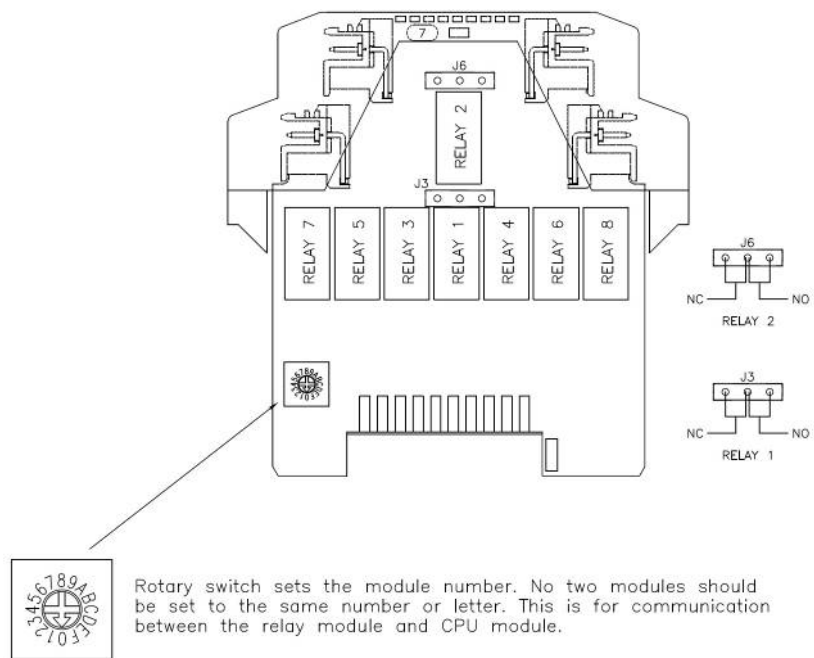 7
J6
RELAY 2
J3
RELAY 7
RELAY 5
RELAY 3
RELAY 1
RELAY 4
RELAY 6
RELAY 8
J6
NC NO
RELAY 2
J3
NC NO
RELAY 1
0123456789ABCDEF
0123456789ABCDEF
Rotary switch sets the module number. No two modules should
be set to the same number or letter. This is for communication
between the relay module and CPU module.